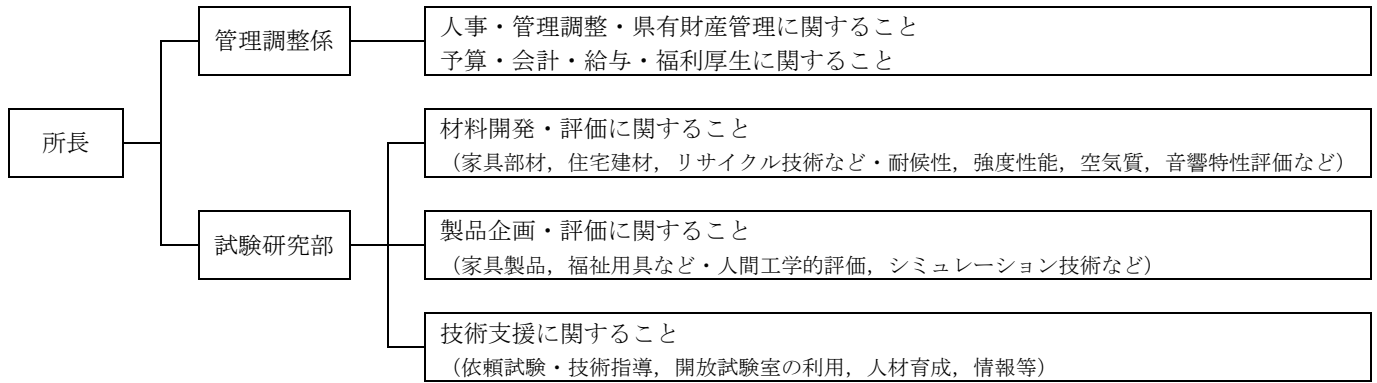 所長
管理調整係
人事・管理調整・県有財産管理に関すること
予算・会計・給与・福利厚生に関すること
試験研究部
材料開発・評価に関すること
（家具部材，住宅建材，リサイクル技術など・耐候性，強度性能，空気質，音響特性評価など）
製品企画・評価に関すること
（家具製品，福祉用具など・人間工学的評価，シミュレーション技術など）
技術支援に関すること
（依頼試験・技術指導，開放試験室の利用，人材育成，情報等）